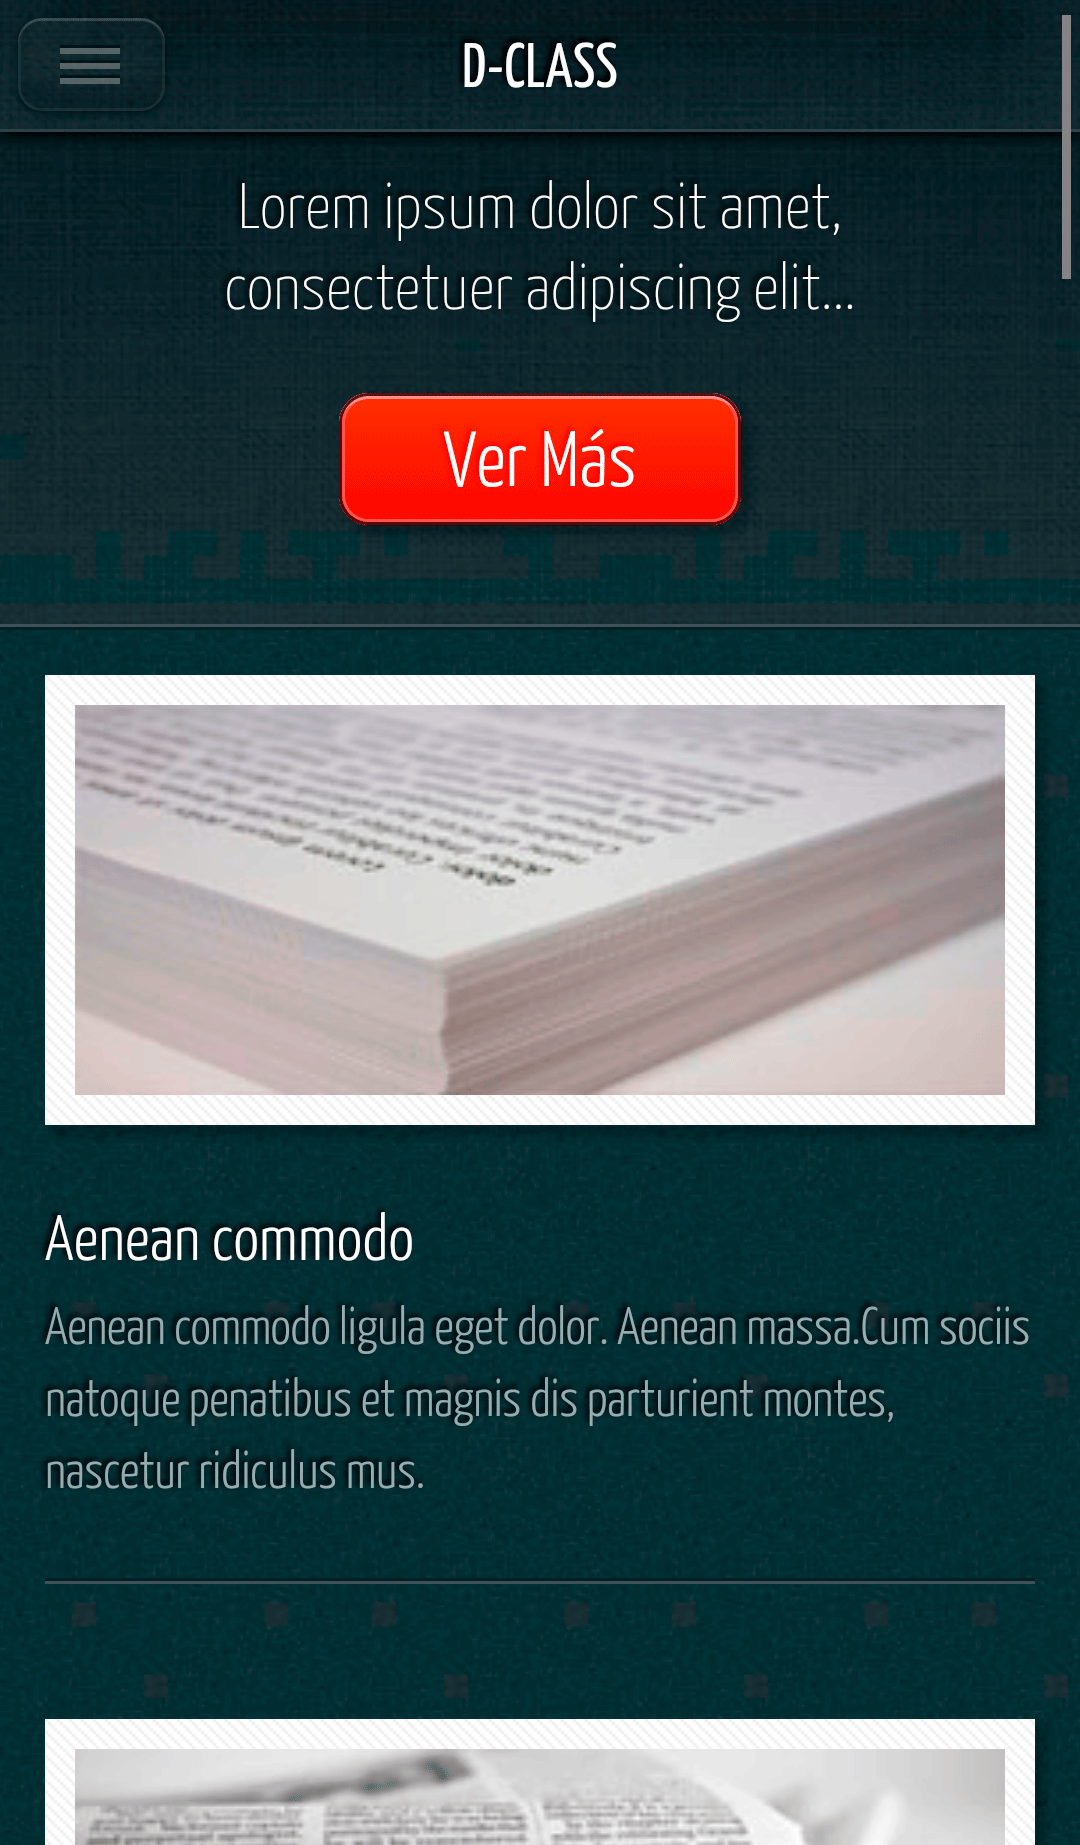 D-CLASS
Lorem ipsum dolor sit amet,
consectetuer adipiscing elit...
Ver Más
Aenean commodo
Aenean commodo ligula eget dolor. Aenean massa.Cum sociis
natoque penatibus et magnis dis parturient montes,
nascetur ridiculus mus.